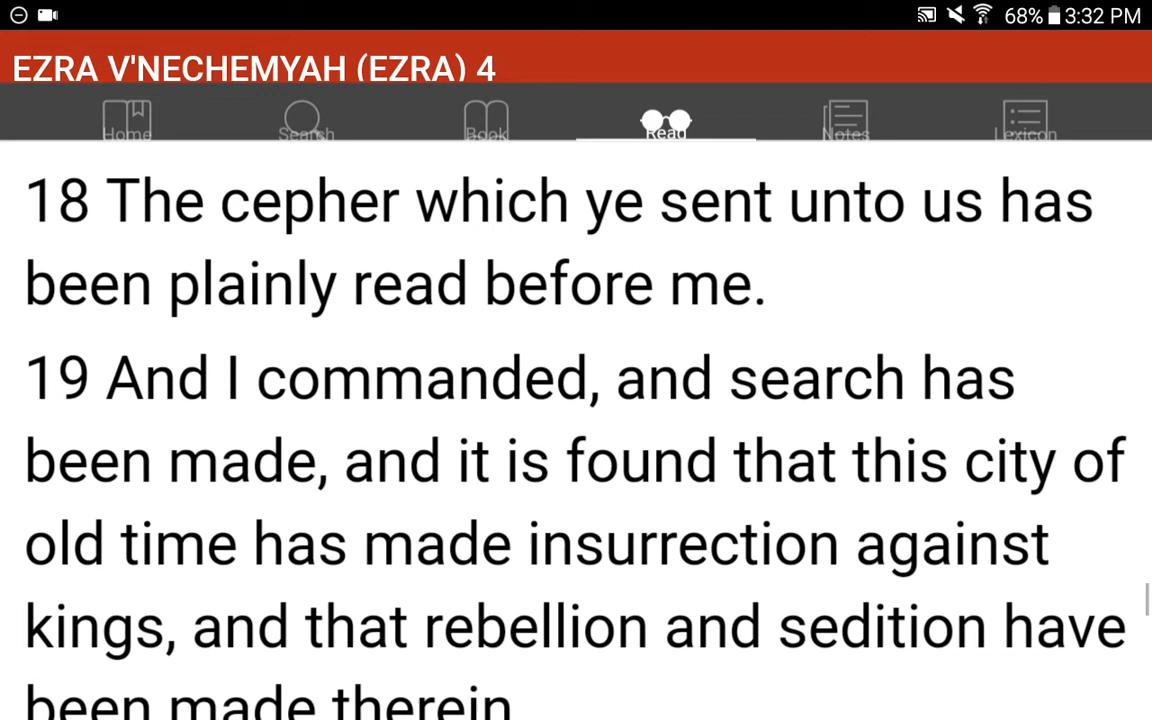 68% 3:32 PM
EZRA V'NECHEMYAH (EZRA) 4
Home Search Book Read Notes Lexicon
18 The cepher which ye sent unto us has
been plainly read before me.
19 And I commanded, and search has
been made, and it is found that this city of
old time has made insurrection against
kings, and that rebellion and sedition have
been made therein